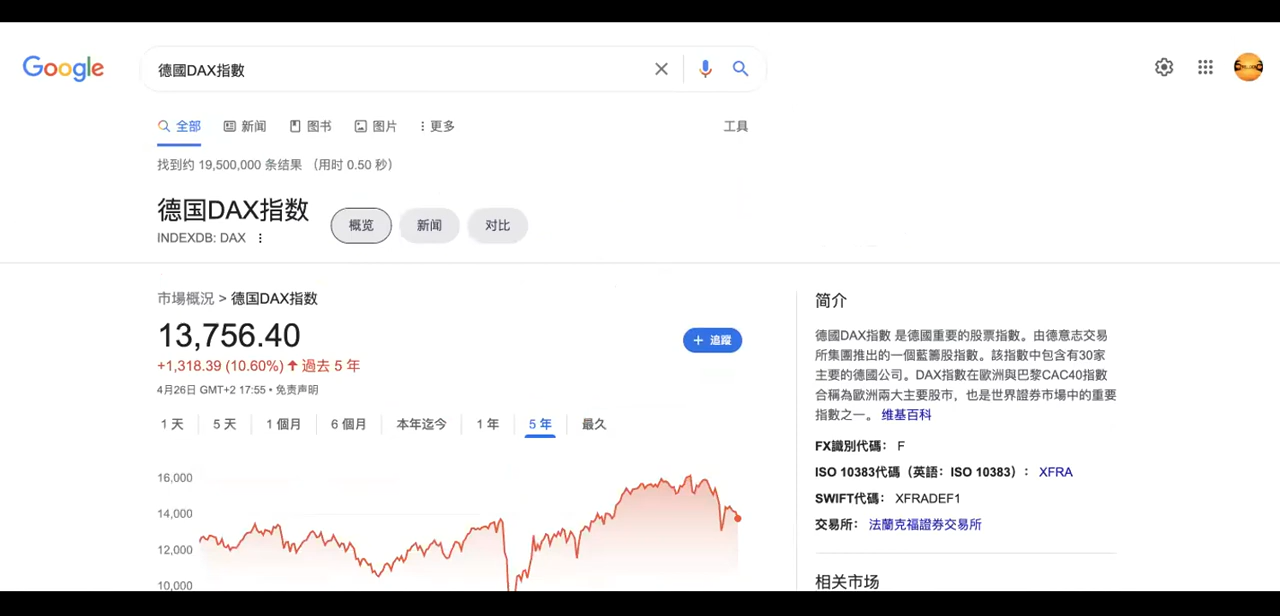 Google
德國DAX指數
全部 新闻 图书 图片 更多 工具
找到约 19,500,000 条结果 （用时 0.50 秒）
德国DAX指数
INDEXDB: DAX
概览 新闻 对比
市場概況 > 德国DAX指数
13,756.40
+ 追蹤
+1,318.39 (10.60%) 過去 5 年
4月26日 GMT+2 17:55 • 免责声明
1 天 5 天 1 個月 6 個月 本年迄今 1 年 5 年 最久
16,000
14,000
12,000
10,000
简介
德國DAX指數 是德國重要的股票指數。由德意志交易
所集團推出的一個藍籌股指數。該指數中包含有30家
主要的德國公司。DAX指數在歐洲與巴黎CAC40指數
合稱為歐洲兩大主要股市，也是世界證券市場中的重要
指數之一。 维基百科
FX識別代碼： F
ISO 10383代碼（英語：ISO 10383）： XFRA
SWIFT代碼： XFRADEF1
交易所： 法蘭克福證券交易所
相关市场